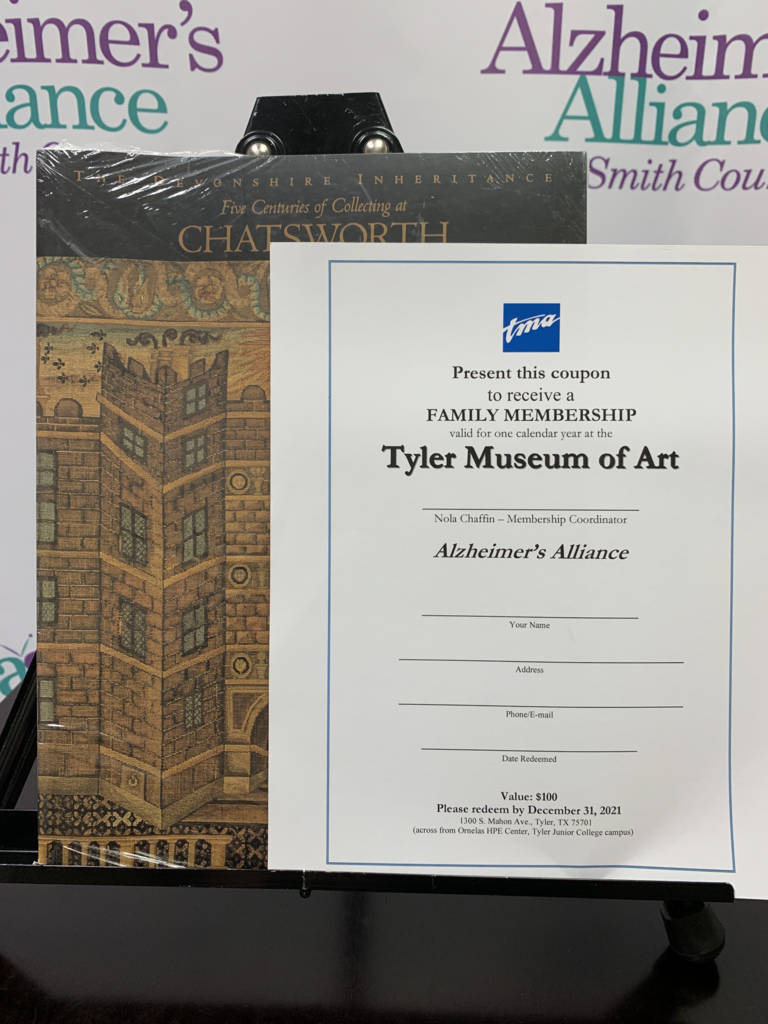 eimer's
iance
th
Alzheim
Allianc
Smith Cou
THE DEVONSHIRE INHERITANCE
Five Centuries of Collecting at
CHATSWORTH
tma
Present this coupon
to receive a
FAMILY MEMBERSHIP
valid for one calendar year at the
Tyler Museum of Art
Nola Chaffin – Membership Coordinator
Alzheimer's Alliance
Your Name
Address
Phone/E-mail
Date Redeemed
Value: $100
Please redeem by December 31, 2021
1300 S. Mahon Ave., Tyler, TX 75701
(across from Ornelas HPE Center, Tyler Junior College campus)